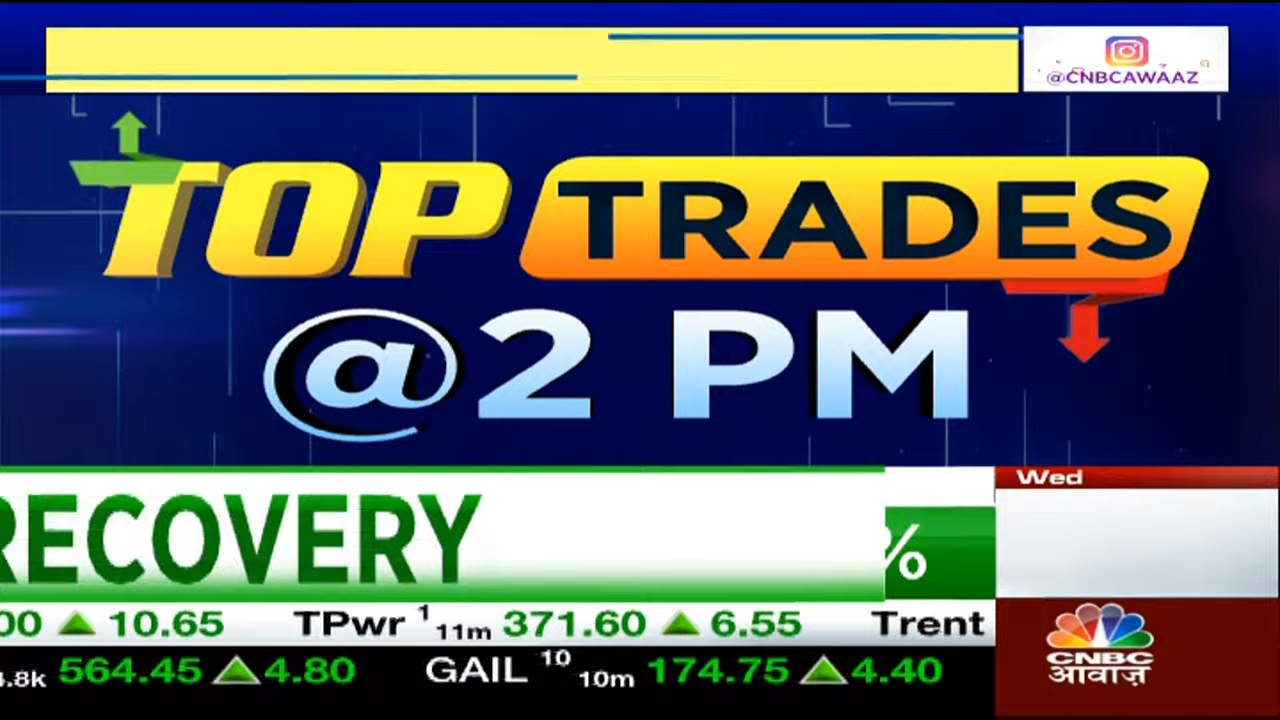 @CNBCAWAAZ
TOP TRADES
@2 PM
Wed
RECOVERY
%
00 ▲ 10.65 TPwr 1 11m 371.60 ▲ 6.55 Trent
.8k 564.45 ▲ 4.80 GAIL 10 10m 174.75 ▲ 4.40
CNBC
आवाज़